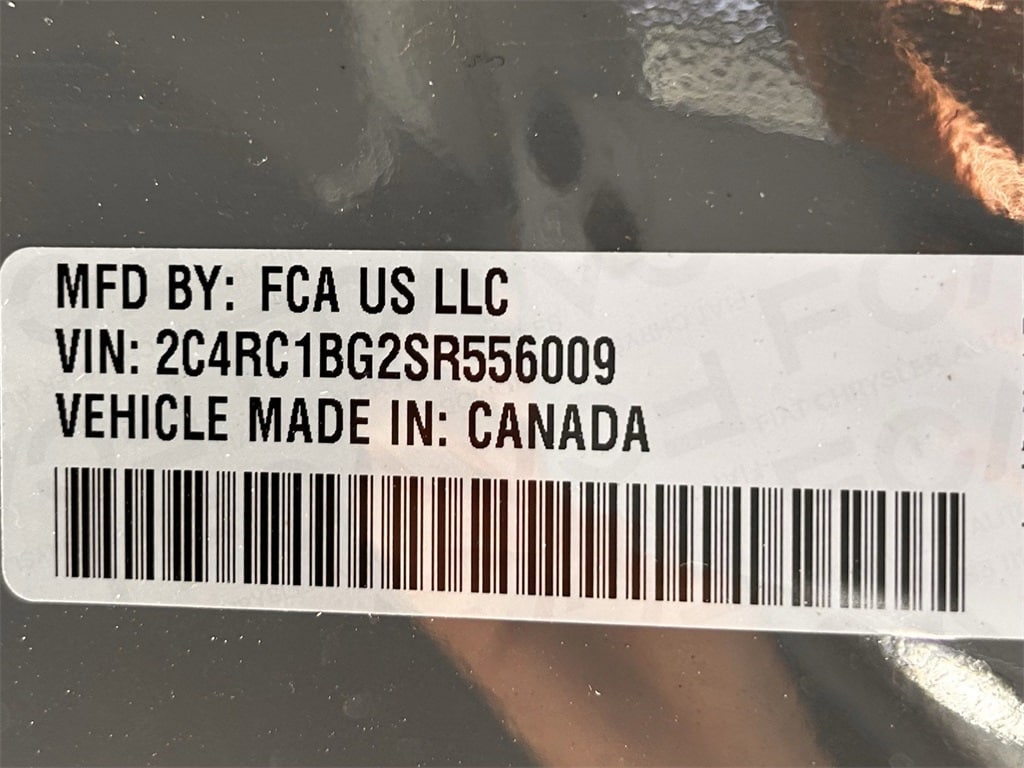 MFD BY: FCA US LLC
VIN: 2C4RC1BG2SR556009
VEHICLE MADE IN: CANADA